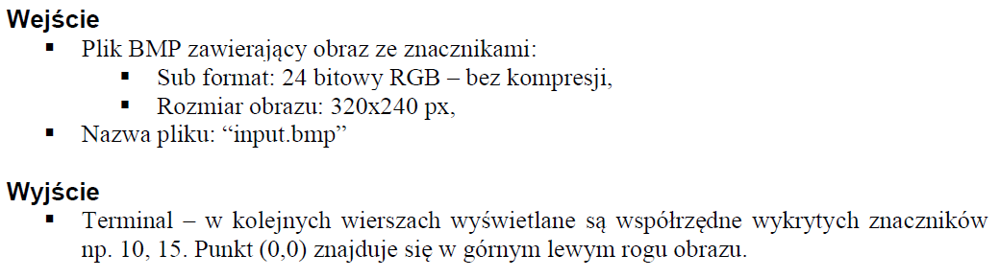 Wejście
▪ Plik BMP zawierający obraz ze znacznikami:
▪ Sub format: 24 bitowy RGB – bez kompresji,
▪ Rozmiar obrazu: 320x240 px,
▪ Nazwa pliku: “input.bmp”
Wyjście
▪ Terminal – w kolejnych wierszach wyświetlane są współrzędne wykrytych znaczników
np. 10, 15. Punkt (0,0) znajduje się w górnym lewym rogu obrazu.